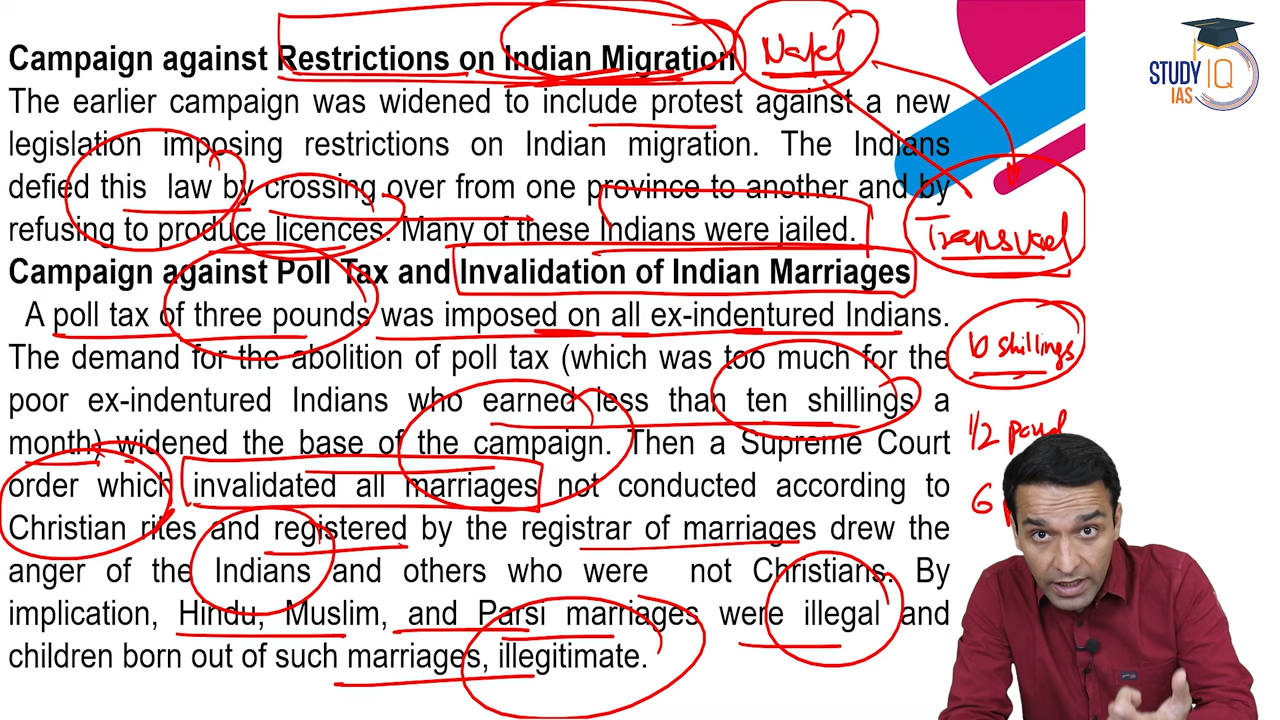 Campaign against Restrictions on Indian Migration
Natal
The earlier campaign was widened to include protest against a new
legislation imposing restrictions on Indian migration. The Indians
defied this law by crossing over from one province to another and by
refusing to produce licences. Many of these Indians were jailed.
Transvaal
Campaign against Poll Tax and Invalidation of Indian Marriages
A poll tax of three pounds was imposed on all ex-indentured Indians.
The demand for the abolition of poll tax (which was too much for the
poor ex-indentured Indians who earned less than ten shillings a
month) widened the base of the campaign. Then a Supreme Court
order which invalidated all marriages not conducted according to
Christian rites and registered by the registrar of marriages drew the
anger of the Indians and others who were not Christians. By
implication, Hindu, Muslim, and Parsi marriages were illegal and
children born out of such marriages, illegitimate.
10 shillings
1/2 pound
6
STUDY IQ
IAS